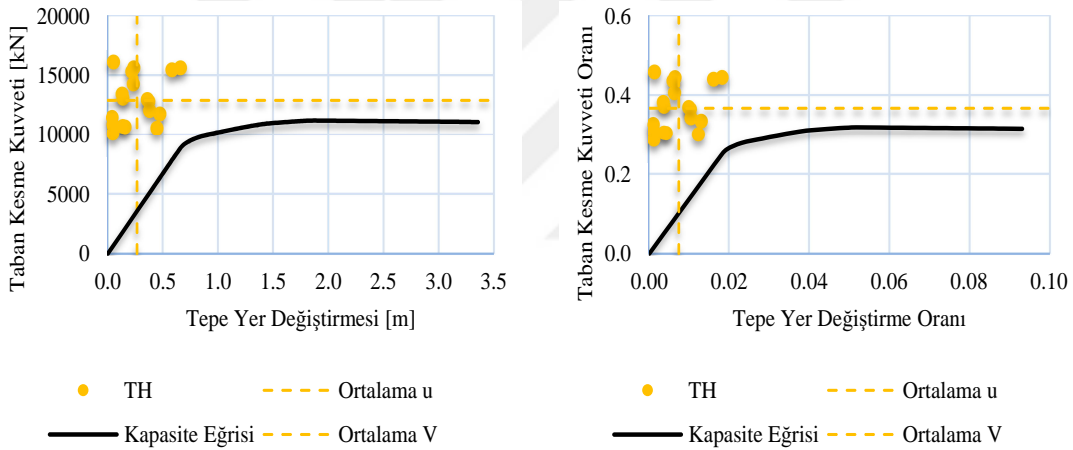 20000
15000
10000
5000
0
Taban Kesme Kuvveti [kN]
0.0 0.5 1.0 1.5 2.0 2.5 3.0 3.5
Tepe Yer Değiştirmesi [m]
TH
Ortalama u
Kapasite Eğrisi
Ortalama V
0.6
0.4
0.2
0.0
Taban Kesme Kuvveti Oranı
0.00 0.02 0.04 0.06 0.08 0.10
Tepe Yer Değiştirme Oranı
TH
Ortalama u
Kapasite Eğrisi
Ortalama V